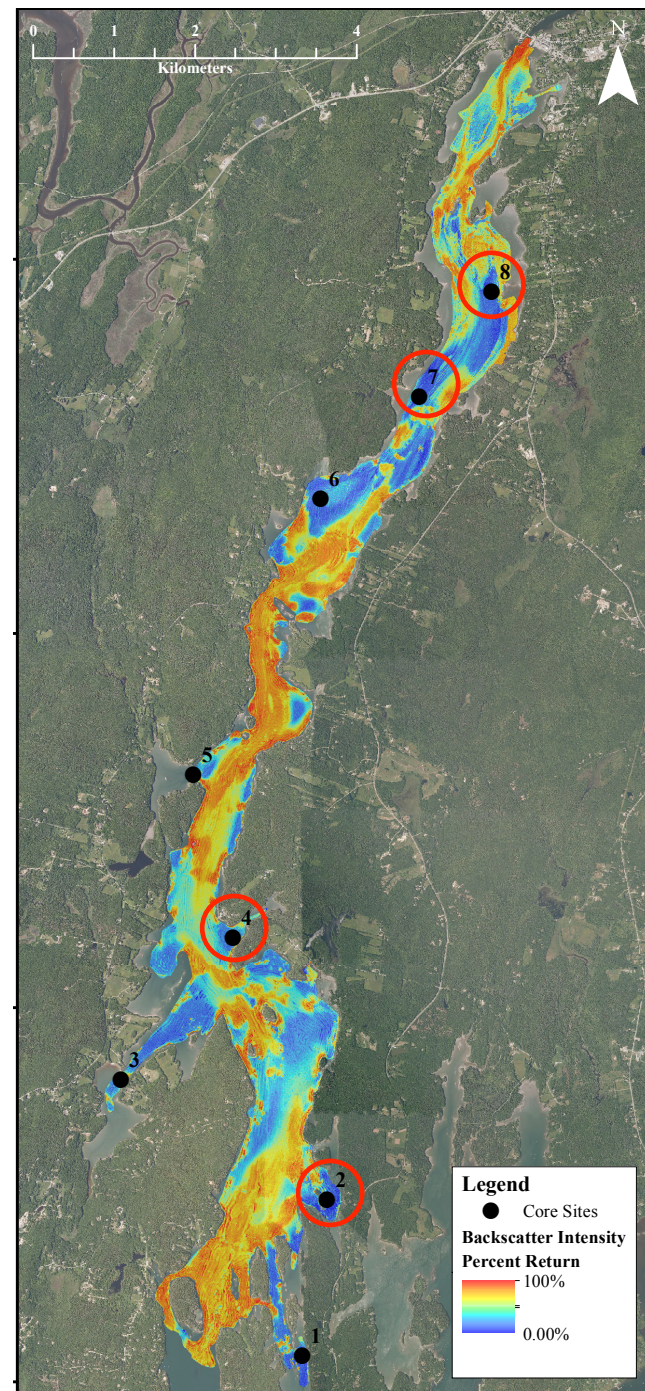 0 1 2 4
Kilometers
N
8
7
6
5
4
3
2
1
Legend
Core Sites
Backscatter Intensity
Percent Return
100%
0.00%